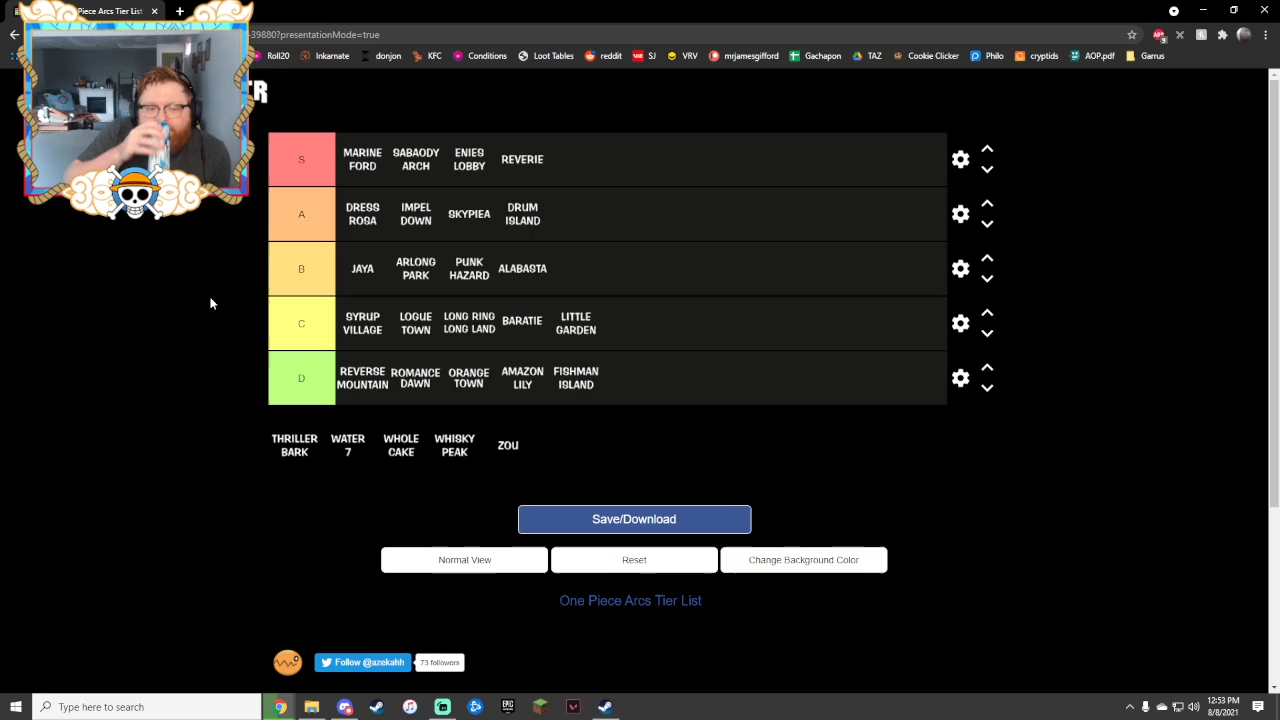 Piece Arcs Tier List
39880?presentationMode=true
Roll20 Inkarnate donjon KFC Conditions Loot Tables reddit SJ VRV mrjamesgifford Gachapon TAZ Cookie Clicker Philo cryptids AOP.pdf Garrus
ER
S
MARINE FORD
SABAODY ARCH
ENIES LOBBY
REVERIE
A
DRESS ROSA
IMPEL DOWN
SKYPIEA
DRUM ISLAND
B
JAYA
ARLONG PARK
PUNK HAZARD
ALABASTA
C
SYRUP VILLAGE
LOGUE TOWN
LONG RING LONG LAND
BARATIE
LITTLE GARDEN
D
REVERSE MOUNTAIN
ROMANCE DAWN
ORANGE TOWN
AMAZON LILY
FISHMAN ISLAND
THRILLER BARK
WATER 7
WHOLE CAKE
WHISKY PEAK
ZOU
Save/Download
Normal View
Reset
Change Background Color
One Piece Arcs Tier List
Follow @azekahh
73 followers
Type here to search
12:53 PM
8/8/2021